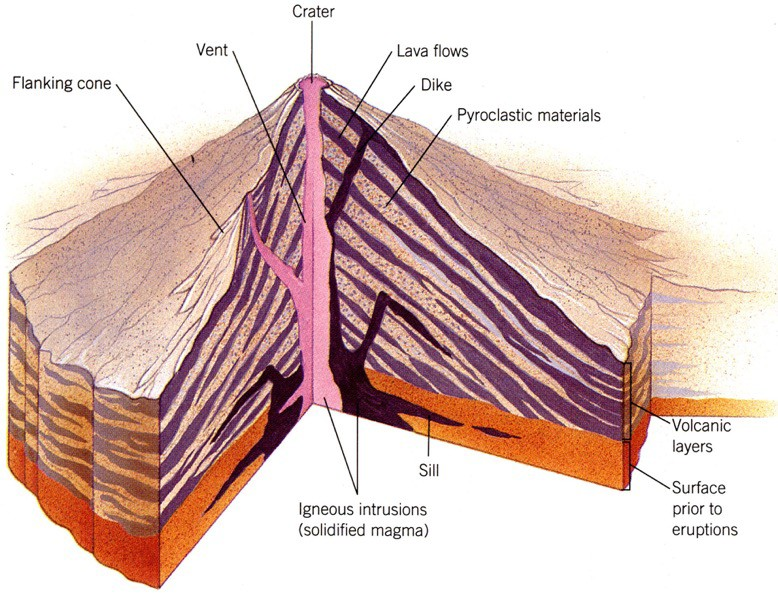 Crater
Vent
Lava flows
Flanking cone
Dike
Pyroclastic materials
Volcanic
layers
Sill
Surface
prior to
eruptions
Igneous intrusions
(solidified magma)